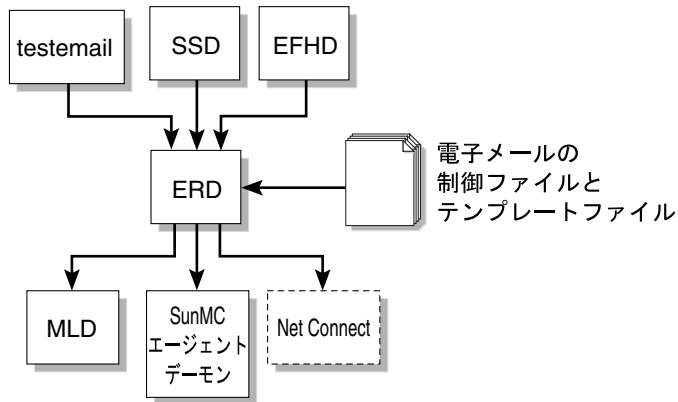 testemail
SSD
EFHD
ERD
電子メールの
制御ファイルと
テンプレートファイル
MLD
SunMC
エージェント
デーモン
Net Connect